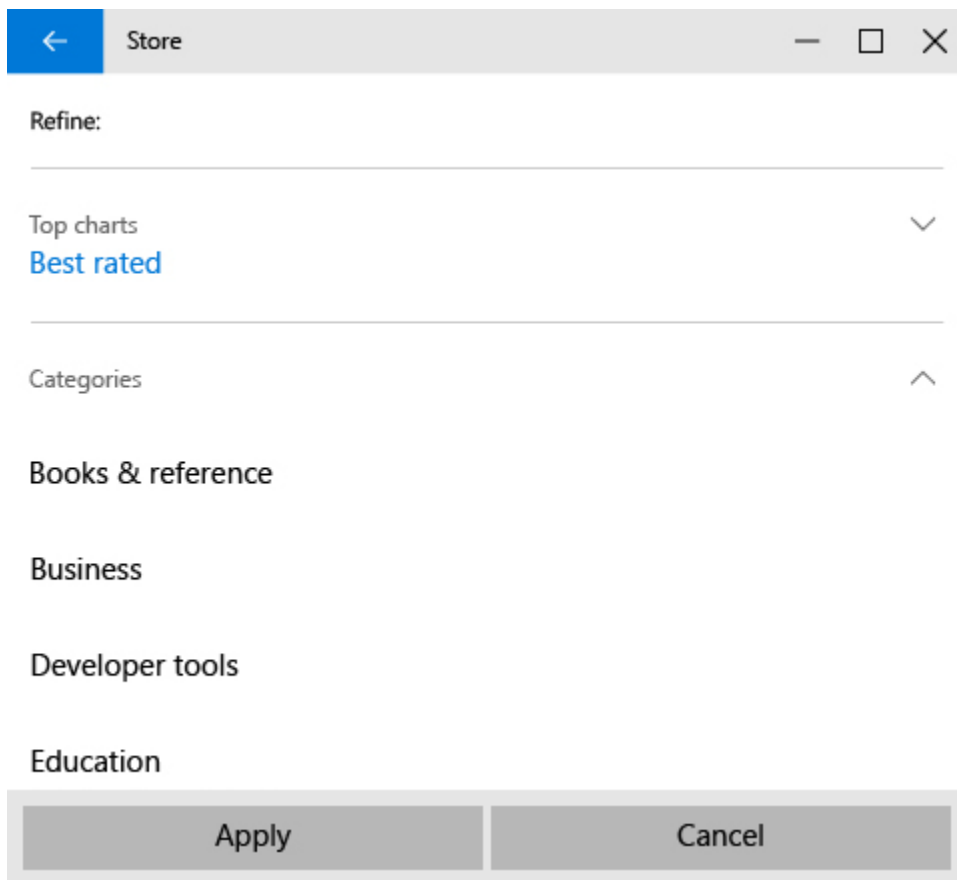 Store
Refine:
Top charts
Best rated
Categories
Books & reference
Business
Developer tools
Education
Apply
Cancel